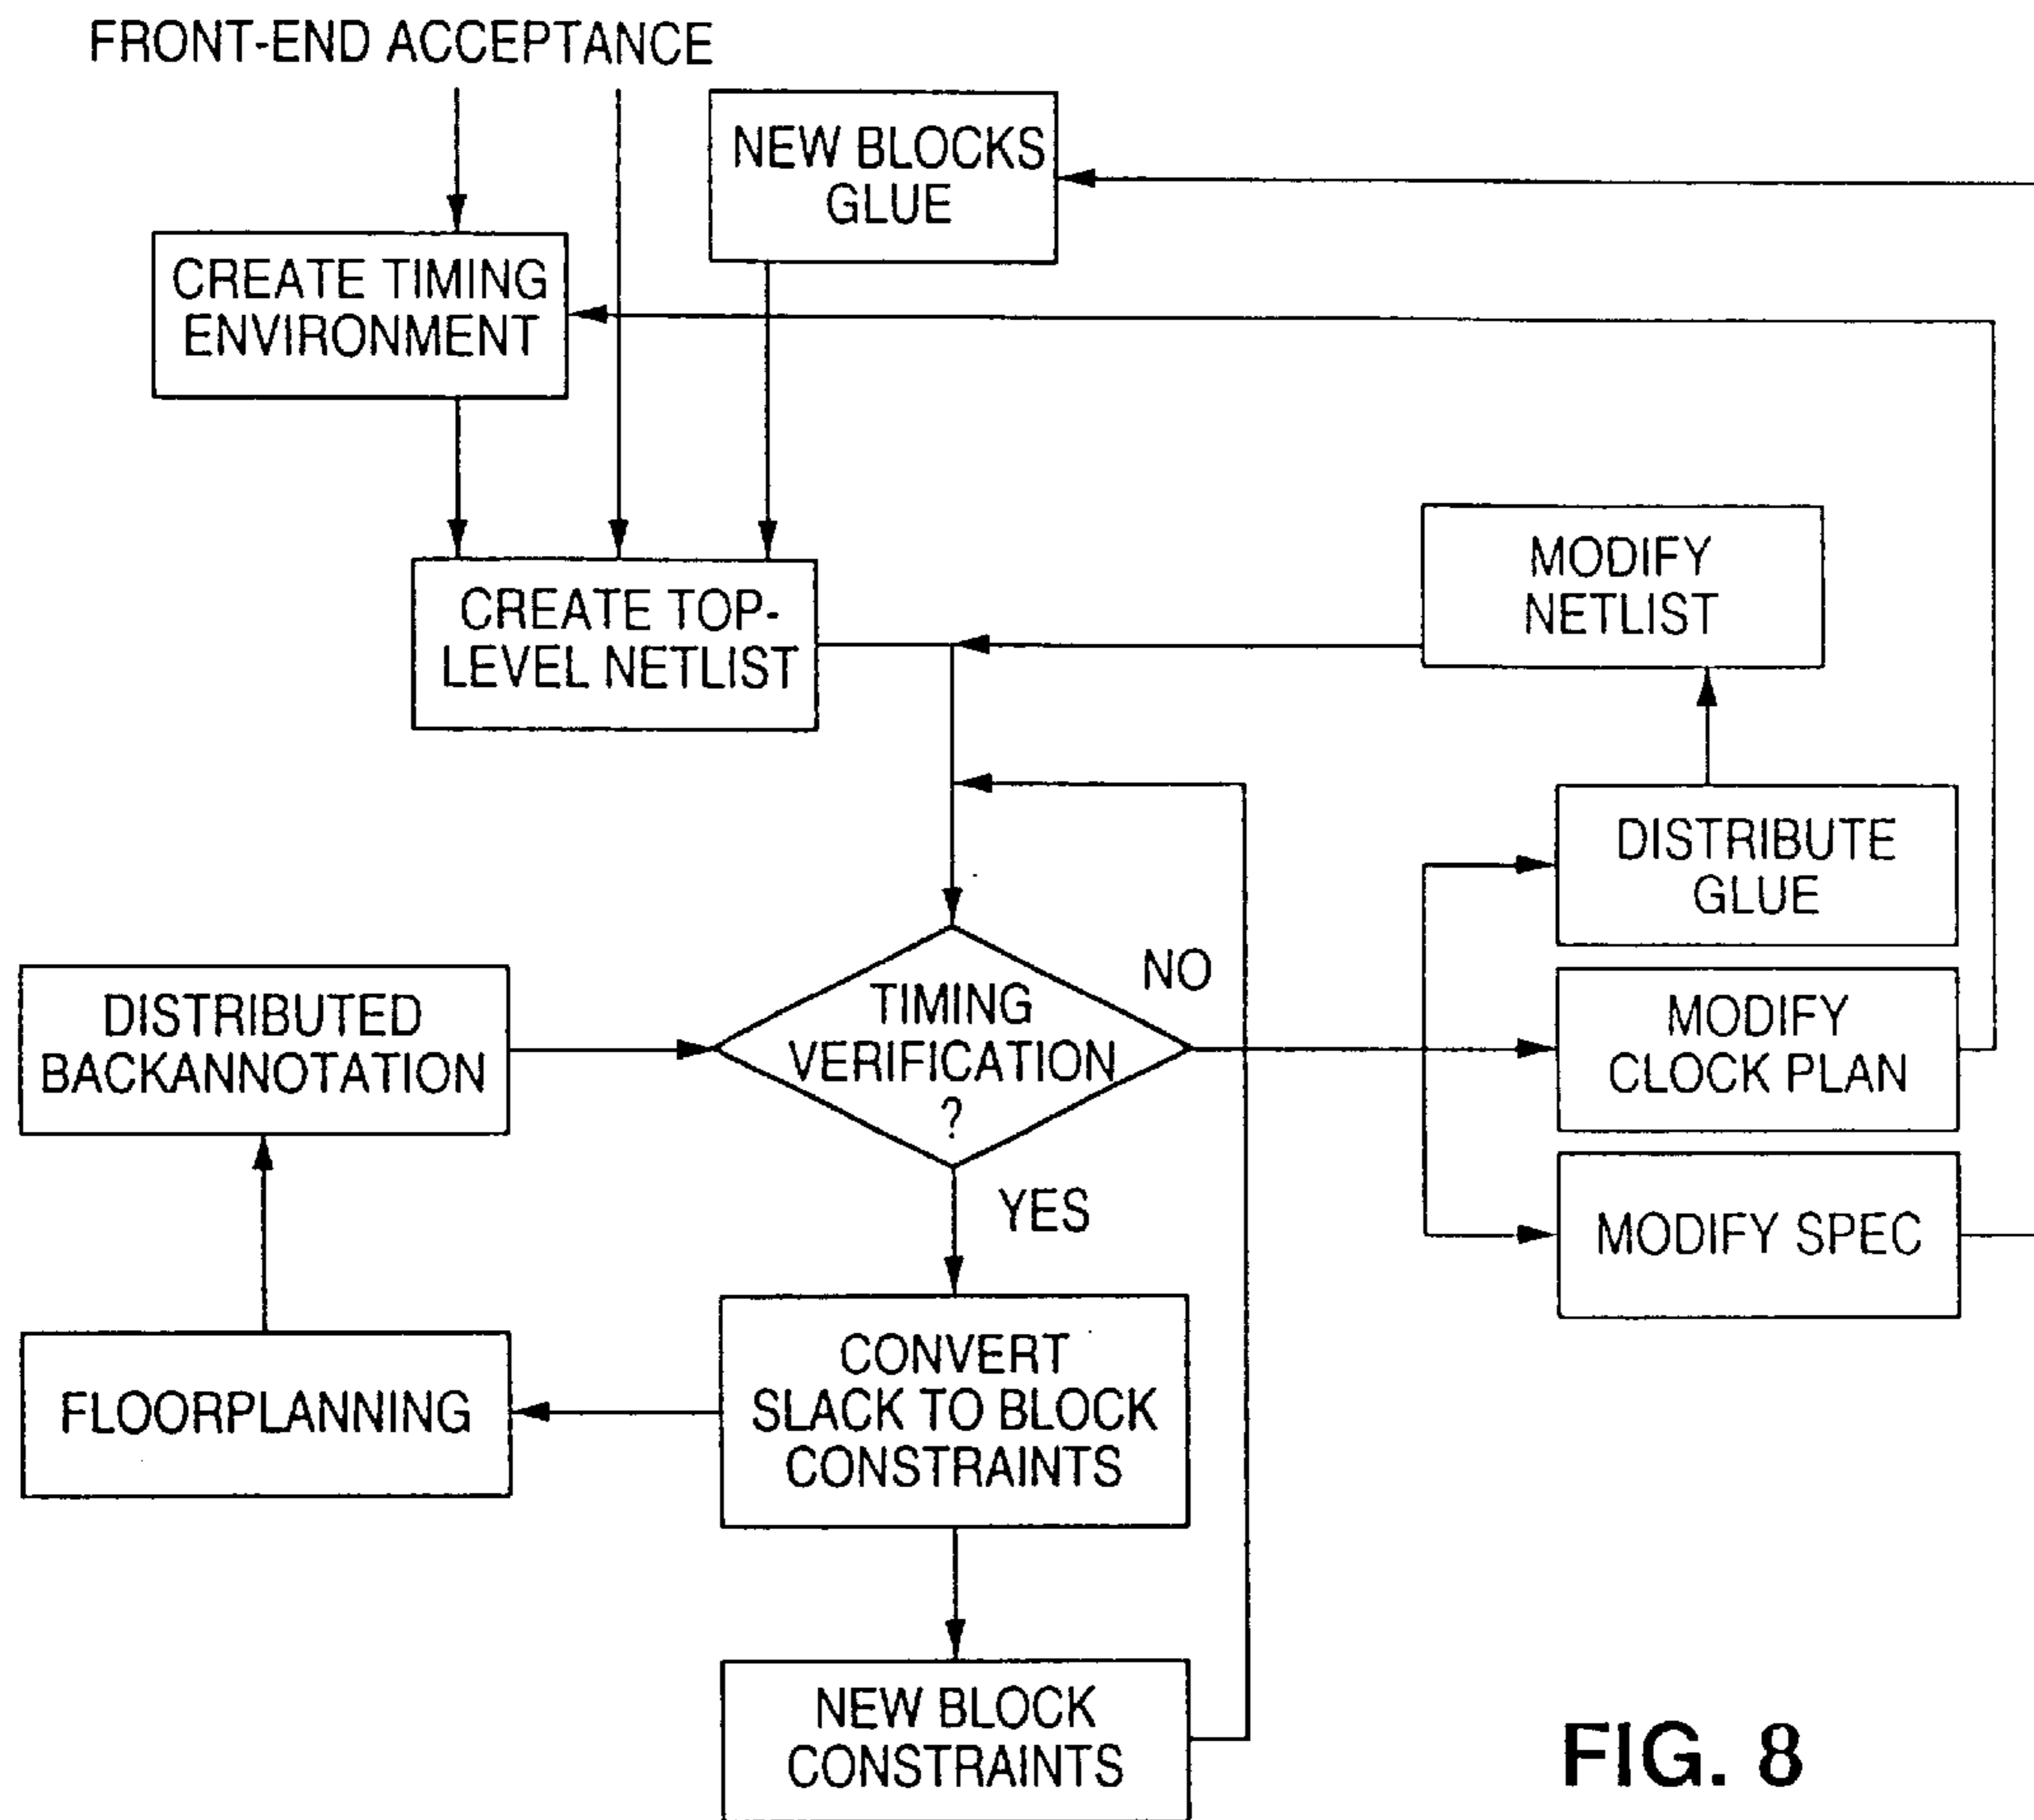 FRONT-END ACCEPTANCE
NEW BLOCKS
GLUE
CREATE TIMING
ENVIRONMENT
CREATE TOP-
LEVEL NETLIST
MODIFY
NETLIST
DISTRIBUTE
GLUE
DISTRIBUTED
BACKANNOTATION
TIMING
VERIFICATION
?
NO
MODIFY
CLOCK PLAN
YES
MODIFY SPEC
FLOORPLANNING
CONVERT
SLACK TO BLOCK
CONSTRAINTS
NEW BLOCK
CONSTRAINTS
FIG. 8